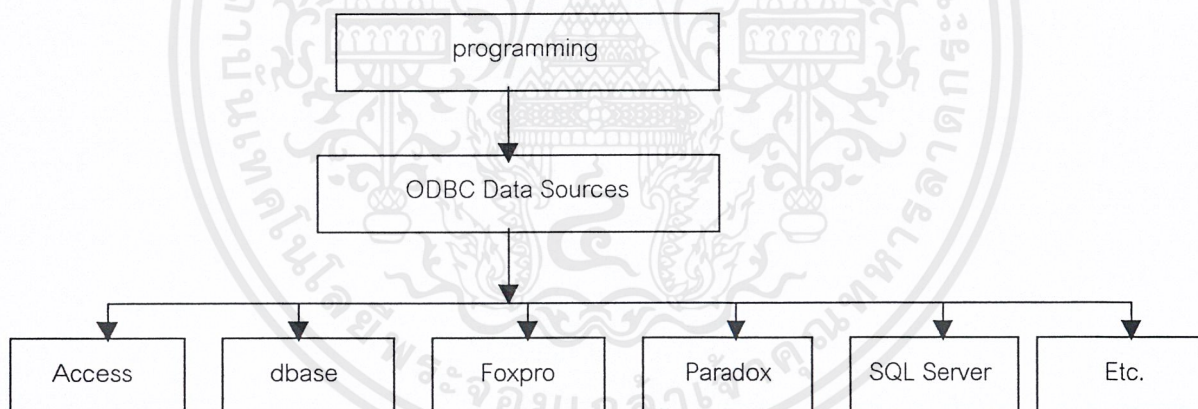 programming
ODBC Data Sources
Access dbase Foxpro Paradox SQL Server Etc.